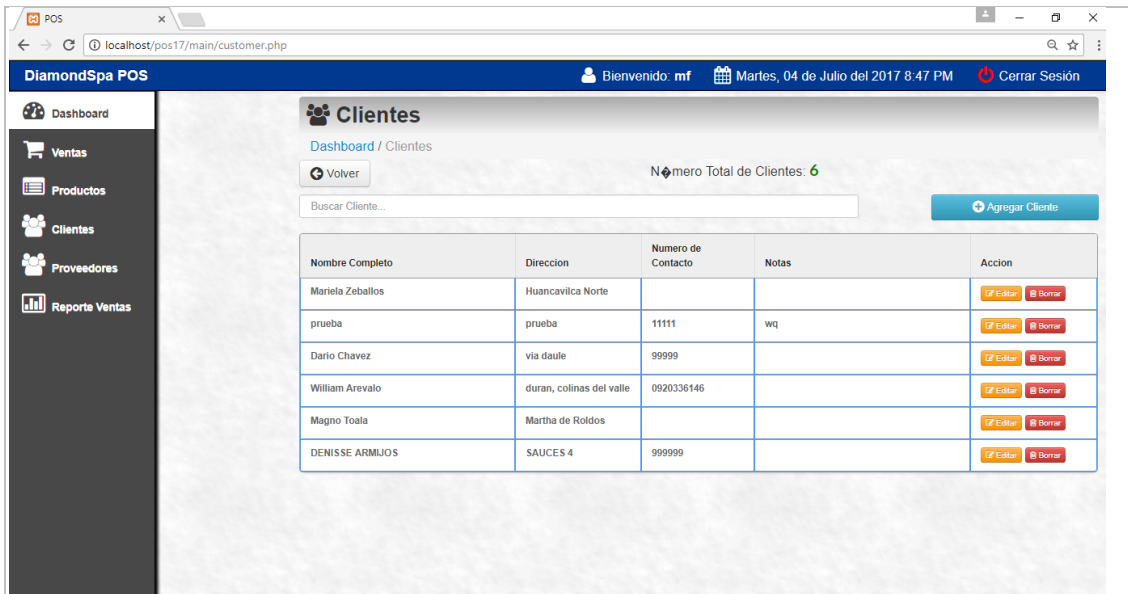 POS
localhost/pos17/main/customer.php
DiamondSpa POS
Bienvenido: mf
Martes, 04 de Julio del 2017 8:47 PM
Cerrar Sesión
Dashboard
Ventas
Productos
Clientes
Proveedores
Reporte Ventas
Clientes
Dashboard / Clientes
Volver
N�mero Total de Clientes: 6
Buscar Cliente...
Agregar Cliente
Nombre Completo Direccion Numero de Contacto Notas Accion
Mariela Zeballos Huancavilca Norte Editar Borrar
prueba prueba 11111 wq Editar Borrar
Dario Chavez via daule 99999 Editar Borrar
William Arevalo duran, colinas del valle 0920336146 Editar Borrar
Magno Toala Martha de Roldos Editar Borrar
DENISSE ARMIJOS SAUCES 4 999999 Editar Borrar